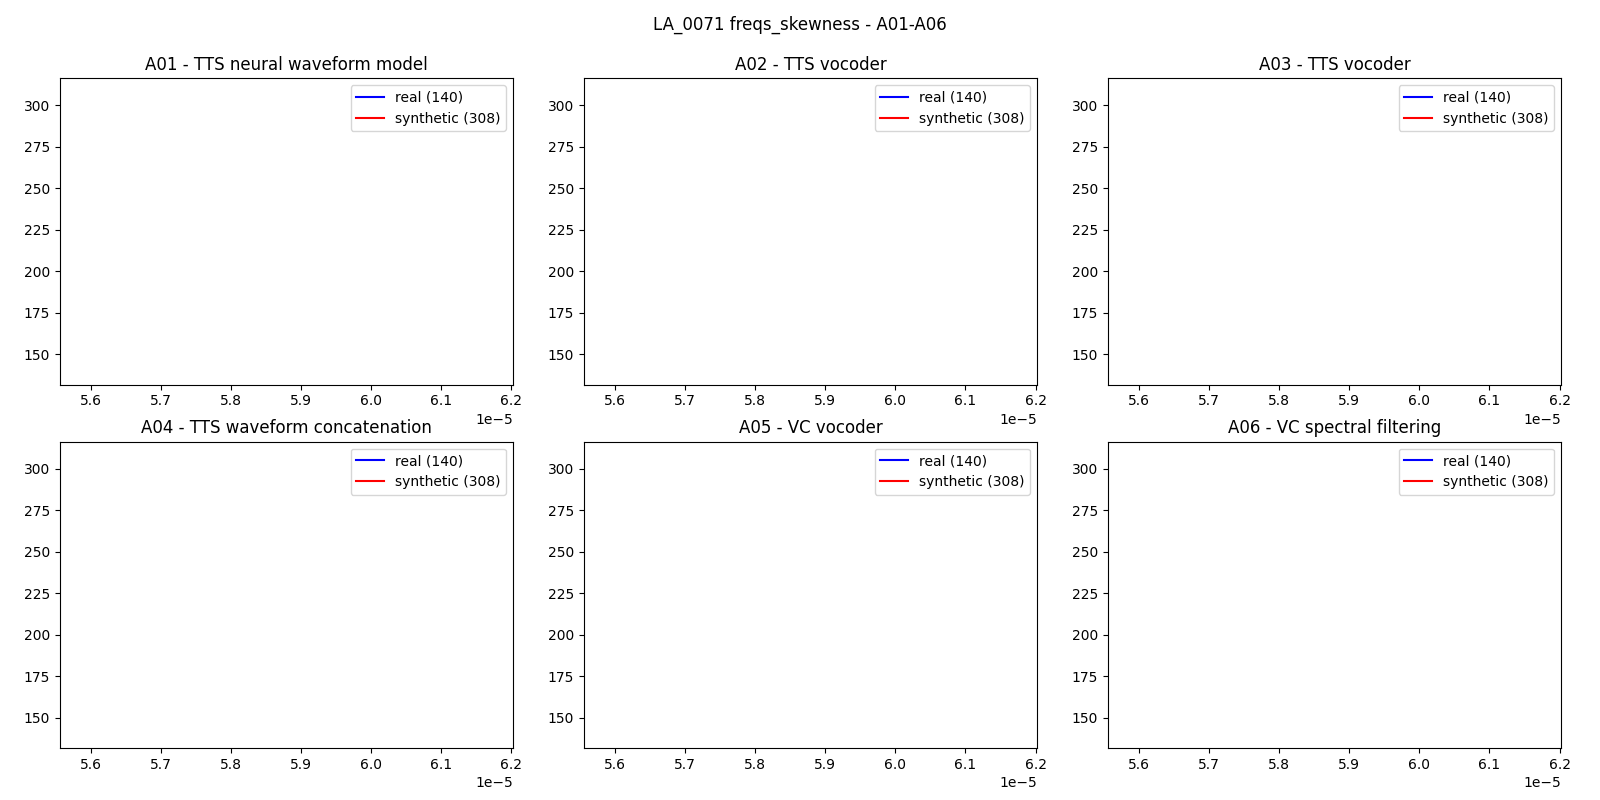 LA_0071 freqs_skewness - A01-A06
A01 - TTS neural waveform model
A02 - TTS vocoder
A03 - TTS vocoder
real (140)
synthetic (308)
real (140)
synthetic (308)
real (140)
synthetic (308)
300
275
250
225
200
175
150
300
275
250
225
200
175
150
300
275
250
225
200
175
150
5.6 5.7 5.8 5.9 6.0 6.1 6.2
1e−5
5.6 5.7 5.8 5.9 6.0 6.1 6.2
1e−5
5.6 5.7 5.8 5.9 6.0 6.1 6.2
1e−5
A04 - TTS waveform concatenation
A05 - VC vocoder
A06 - VC spectral filtering
real (140)
synthetic (308)
real (140)
synthetic (308)
real (140)
synthetic (308)
300
275
250
225
200
175
150
300
275
250
225
200
175
150
300
275
250
225
200
175
150
5.6 5.7 5.8 5.9 6.0 6.1 6.2
1e−5
5.6 5.7 5.8 5.9 6.0 6.1 6.2
1e−5
5.6 5.7 5.8 5.9 6.0 6.1 6.2
1e−5